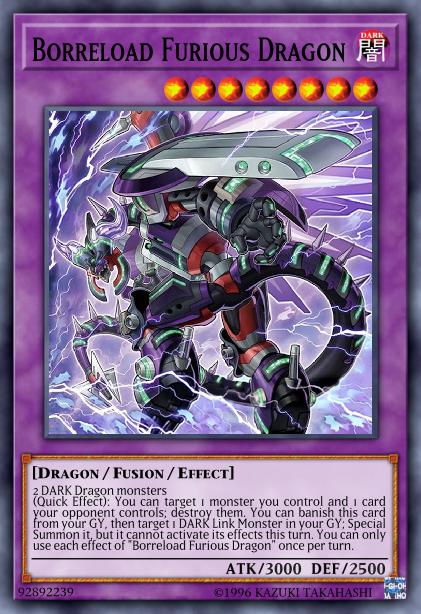 BORRELOAD FURIOUS DRAGON
DARK
闇
[DRAGON / FUSION / EFFECT]
2 DARK Dragon monsters
(Quick Effect): You can target 1 monster you control and 1 card
your opponent controls; destroy them. You can banish this card
from your GY, then target 1 DARK Link Monster in your GY; Special
Summon it, but it cannot activate its effects this turn. You can only
use each effect of "Borreload Furious Dragon" once per turn.
ATK/3000 DEF/2500
92892239
©1996 KAZUKI TAKAHASHI